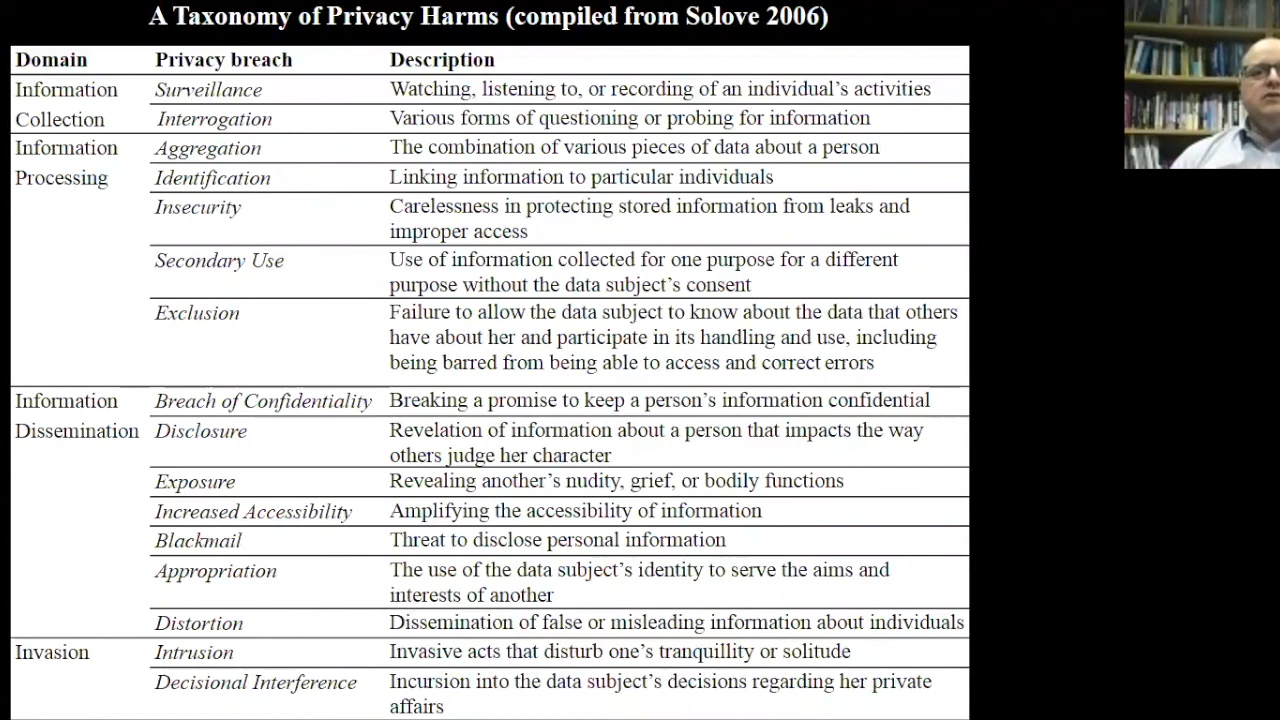 A Taxonomy of Privacy Harms (compiled from Solove 2006)
Domain Privacy breach Description
Information Surveillance Watching, listening to, or recording of an individual's activities
Collection Interrogation Various forms of questioning or probing for information
Information Aggregation The combination of various pieces of data about a person
Processing Identification Linking information to particular individuals
Insecurity Carelessness in protecting stored information from leaks and
improper access
Secondary Use Use of information collected for one purpose for a different
purpose without the data subject's consent
Exclusion Failure to allow the data subject to know about the data that others
have about her and participate in its handling and use, including
being barred from being able to access and correct errors
Information Breach of Confidentiality Breaking a promise to keep a person's information confidential
Dissemination Disclosure Revelation of information about a person that impacts the way
others judge her character
Exposure Revealing another's nudity, grief, or bodily functions
Increased Accessibility Amplifying the accessibility of information
Blackmail Threat to disclose personal information
Appropriation The use of the data subject's identity to serve the aims and
interests of another
Distortion Dissemination of false or misleading information about individuals
Invasion Intrusion Invasive acts that disturb one's tranquillity or solitude
Decisional Interference Incursion into the data subject's decisions regarding her private
affairs